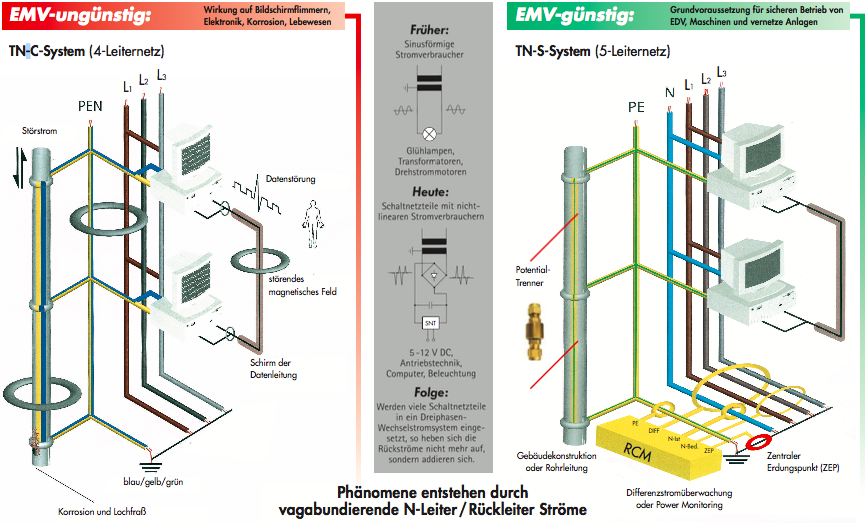 EMV-ungünstig:
Wirkung auf Bildschirmflimmern,
Elektronik, Korrosion, Lebewesen
TN-C-System (4-Leiternetz)
L1
L2
L3
PEN
Störstrom
Datenstörung
störendes
magnetisches Feld
Schirm der
Datenleitung
blau/gelb/grün
Korrosion und Lochfraß
Früher:
Sinusförmige
Stromverbraucher
Glühlampen,
Transformatoren,
Drehstrommotoren
Heute:
Schaltnetzteile mit nicht-
linearen Stromverbrauchern
SNT
5–12 V DC,
Antriebstechnik,
Computer, Beleuchtung
Folge:
Werden viele Schaltnetzteile
in ein Dreiphasen-
Wechselstromsystem einge-
setzt, so heben sich die
Rückströme nicht mehr auf,
sondern addieren sich.
EMV-günstig:
Grundvoraussetzung für sicheren Betrieb von
EDV, Maschinen und vernetze Anlagen
TN-S-System (5-Leiternetz)
PE
N
L1
L2
L3
Potential-
Trenner
PE
DIFF
N-Ist
N-Bed.
ZEP
RCM
Gebäudekonstruktion
oder Rohrleitung
Zentraler
Erdungspunkt (ZEP)
Differenzstromüberwachung
oder Power Monitoring
Phänomene entstehen durch
vagabundierende N-Leiter/Rückleiter Ströme